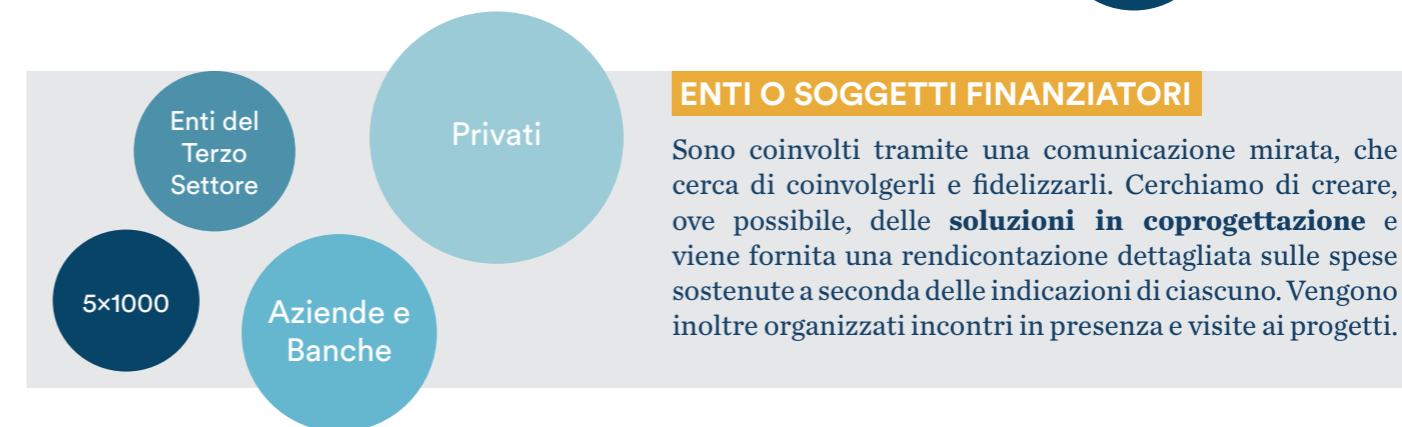 Enti del
Terzo
Settore
Privati
5×1000
Aziende e
Banche
ENTI O SOGGETTI FINANZIATORI
Sono coinvolti tramite una comunicazione mirata, che
cerca di coinvolgerli e fidelizzarli. Cerchiamo di creare,
ove possibile, delle soluzioni in coprogettazione e
viene fornita una rendicontazione dettagliata sulle spese
sostenute a seconda delle indicazioni di ciascuno. Vengono
inoltre organizzati incontri in presenza e visite ai progetti.